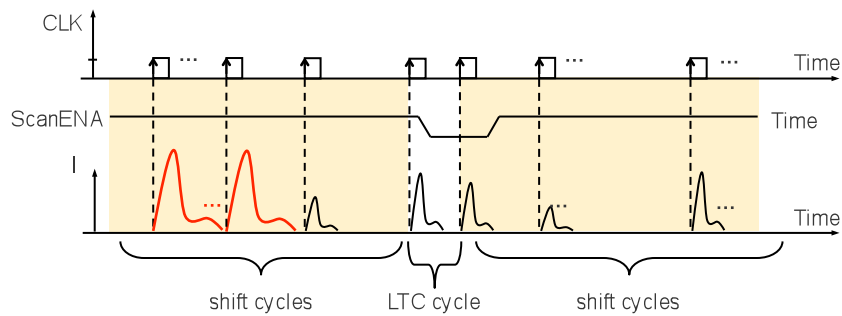 CLK
... ... ...
Time
ScanENA
Time
I
... ... ...
Time
shift cycles LTC cycle shift cycles